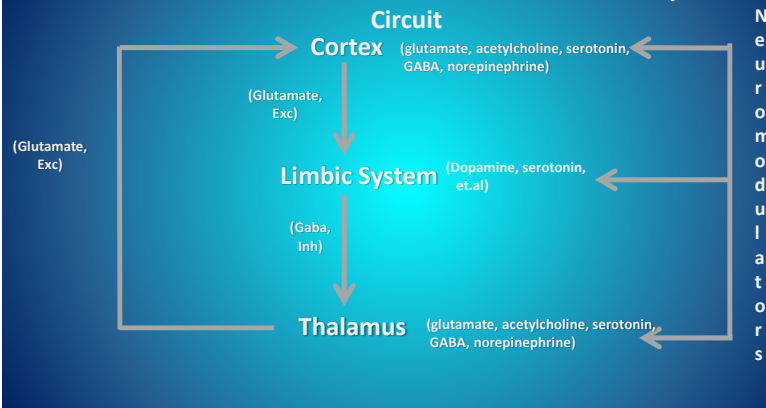 Circuit
Cortex (glutamate, acetylcholine, serotonin,
GABA, norepinephrine)
(Glutamate,
Exc)
(Glutamate,
Exc)
Limbic System (Dopamine, serotonin,
et.al)
(Gaba,
Inh)
Thalamus (glutamate, acetylcholine, serotonin,
GABA, norepinephrine)
Neuromodulators